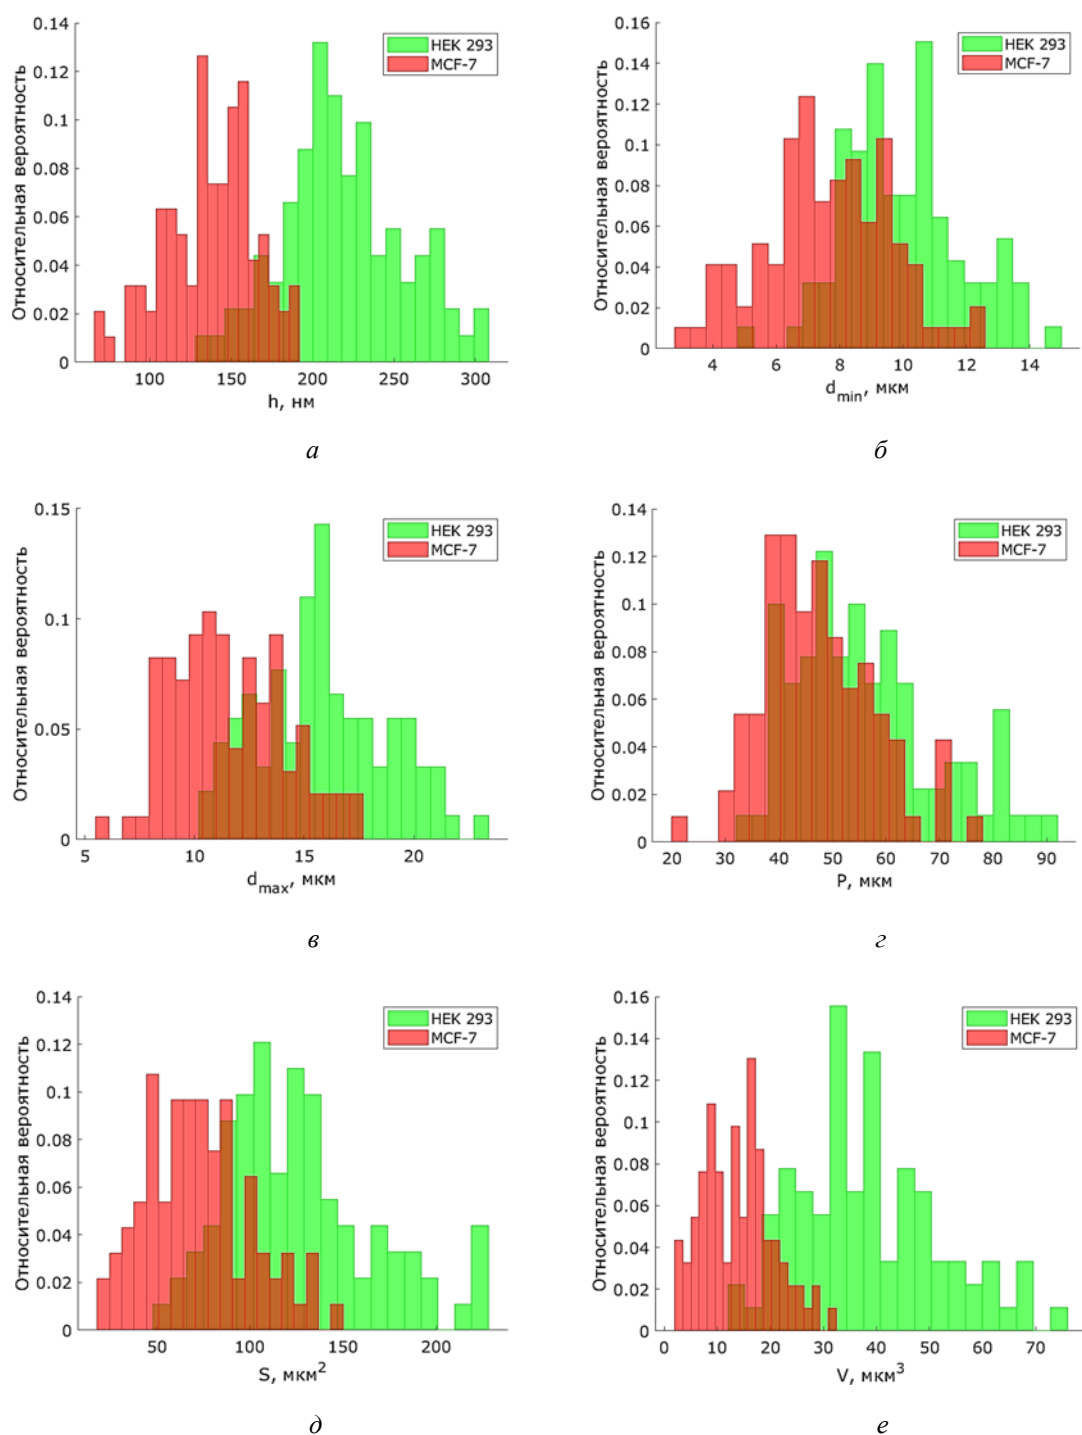 0.14
0.12
0.1
0.08
0.06
0.04
0.02
0
Относительная вероятность
HEK 293
MCF-7
100 150 200 250 300
h, нм
а
0.16
0.14
0.12
0.1
0.08
0.06
0.04
0.02
0
Относительная вероятность
HEK 293
MCF-7
4 6 8 10 12 14
dmin, мкм
б
0.15
0.1
0.05
0
Относительная вероятность
HEK 293
MCF-7
5 10 15 20
dmax, мкм
в
0.14
0.12
0.1
0.08
0.06
0.04
0.02
0
Относительная вероятность
HEK 293
MCF-7
20 30 40 50 60 70 80 90
P, мкм
г
0.14
0.12
0.1
0.08
0.06
0.04
0.02
0
Относительная вероятность
HEK 293
MCF-7
50 100 150 200
S, мкм²
д
0.16
0.14
0.12
0.1
0.08
0.06
0.04
0.02
0
Относительная вероятность
HEK 293
MCF-7
0 10 20 30 40 50 60 70
V, мкм³
е